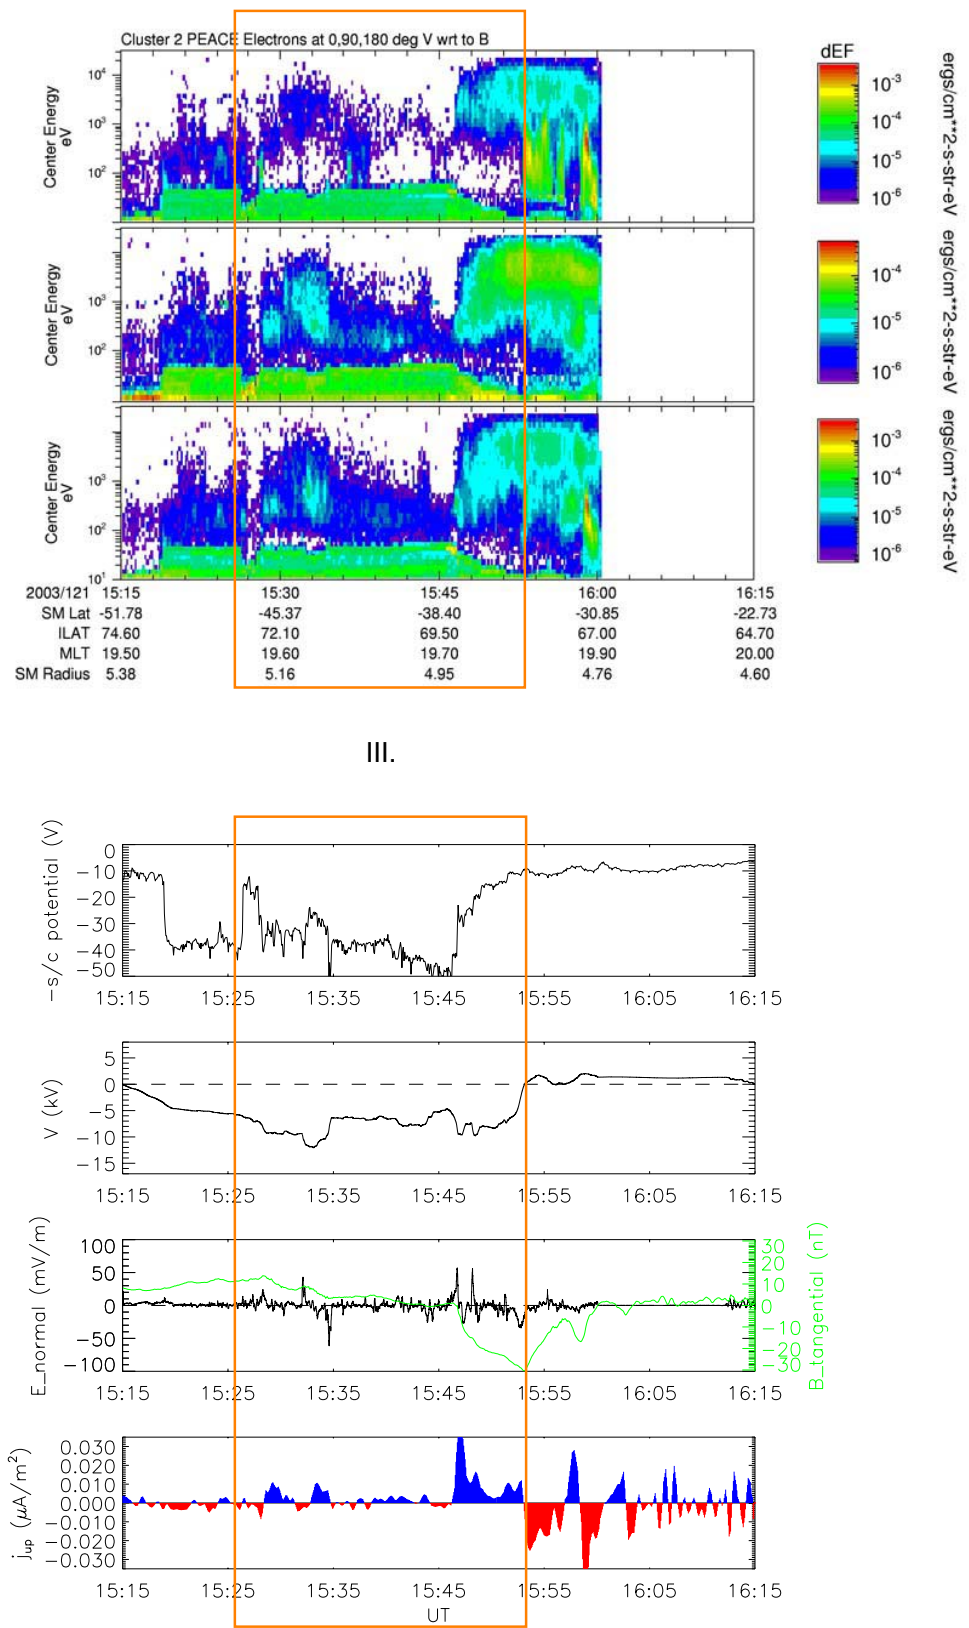 Cluster 2 PEACE Electrons at 0,90,180 deg V wrt to B
dEF
10⁴
10³
10²
Center Energy
eV
10⁻³
10⁻⁴
10⁻⁵
10⁻⁶
ergs/cm**2-s-str-eV
10³
10²
Center Energy
eV
10⁻⁴
10⁻⁵
10⁻⁶
ergs/cm**2-s-str-eV
10³
10²
10¹
Center Energy
eV
10⁻³
10⁻⁴
10⁻⁵
10⁻⁶
ergs/cm**2-s-str-eV
2003/121 15:15 15:30 15:45 16:00 16:15
SM Lat -51.78 -45.37 -38.40 -30.85 -22.73
ILAT 74.60 72.10 69.50 67.00 64.70
MLT 19.50 19.60 19.70 19.90 20.00
SM Radius 5.38 5.16 4.95 4.76 4.60
III.
-s/c potential (V)
0
-10
-20
-30
-40
-50
15:15 15:25 15:35 15:45 15:55 16:05 16:15
V (kV)
5
0
-5
-10
-15
15:15 15:25 15:35 15:45 15:55 16:05 16:15
E_normal (mV/m)
100
50
0
-50
-100
30
20
10
0
-10
-20
-30
B_tangential (nT)
15:15 15:25 15:35 15:45 15:55 16:05 16:15
j_up (μA/m²)
0.030
0.020
0.010
0.000
-0.010
-0.020
-0.030
15:15 15:25 15:35 15:45 15:55 16:05 16:15
UT